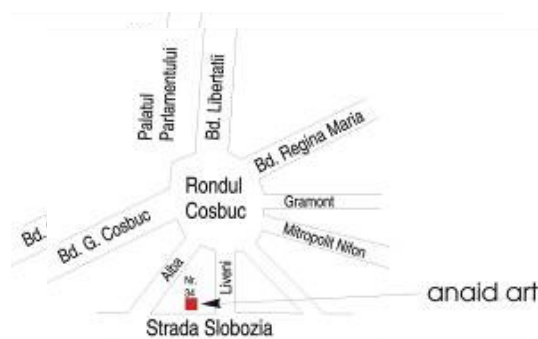 Palatul
Parlamentului
Bd. Libertatii
Bd. Regina Maria
Rondul
Cosbuc
Gramont
Mitropolit Nifon
Bd.
Bd. G. Cosbuc
Alba
Nr.
Liveni
anaid art
Strada Slobozia